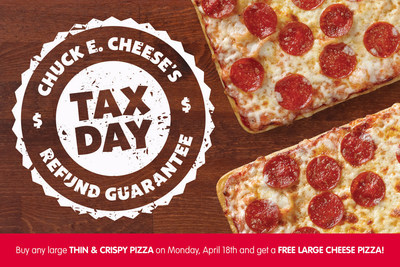 CHUCK E. CHEESE'S
$ TAX $
DAY
REFUND GUARANTEE
Buy any large THIN & CRISPY PIZZA on Monday, April 18th and get a FREE LARGE CHEESE PIZZA!